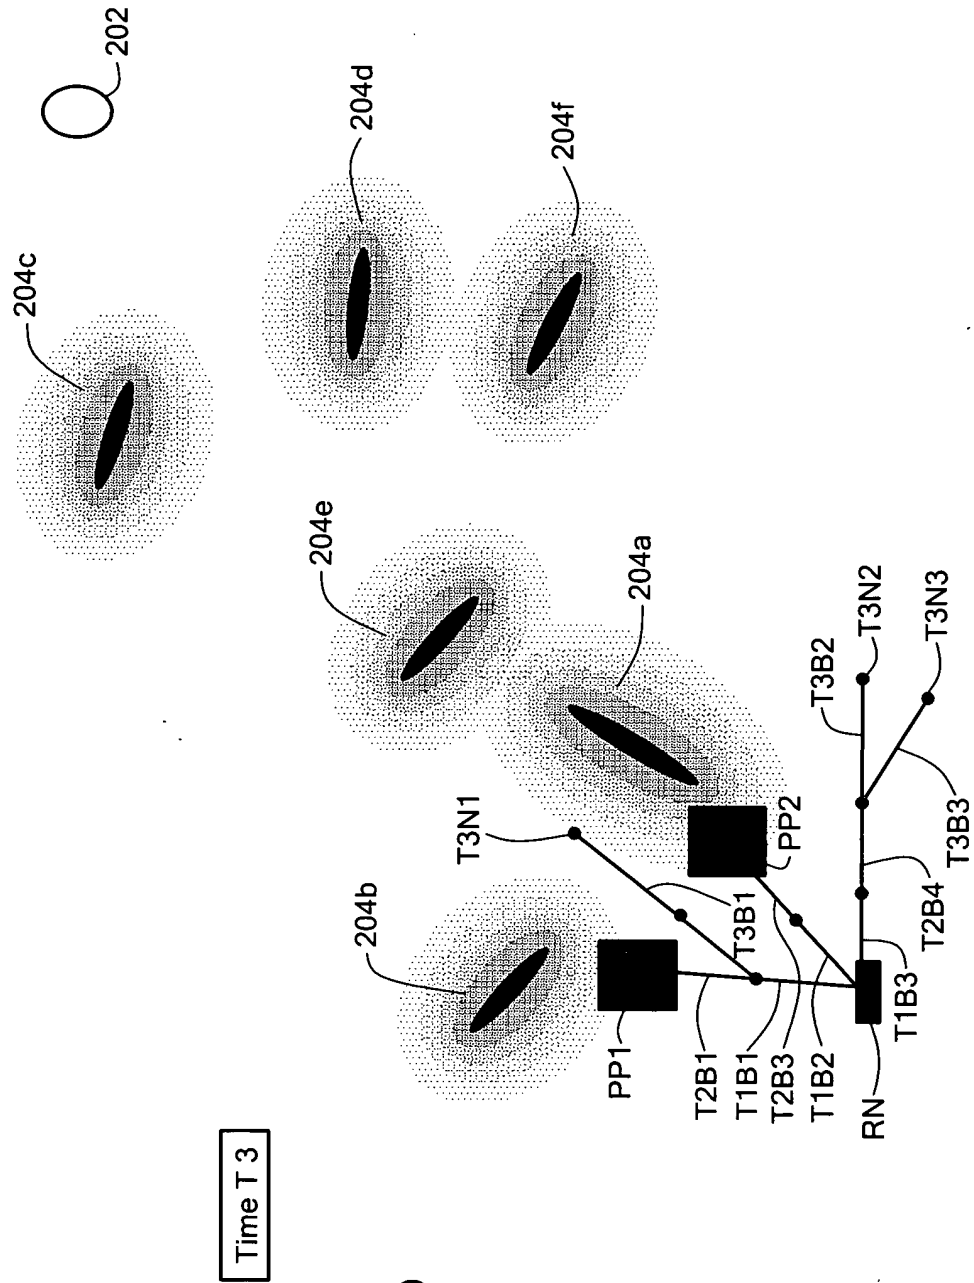 Time T 3
202
204c
204d
204f
204e
204a
204b
T3N1
PP1
PP2
T2B1
T1B1
T2B3
T1B2
T3B1
RN
T1B3
T2B4
T3B2
T3N2
T3B3
T3N3